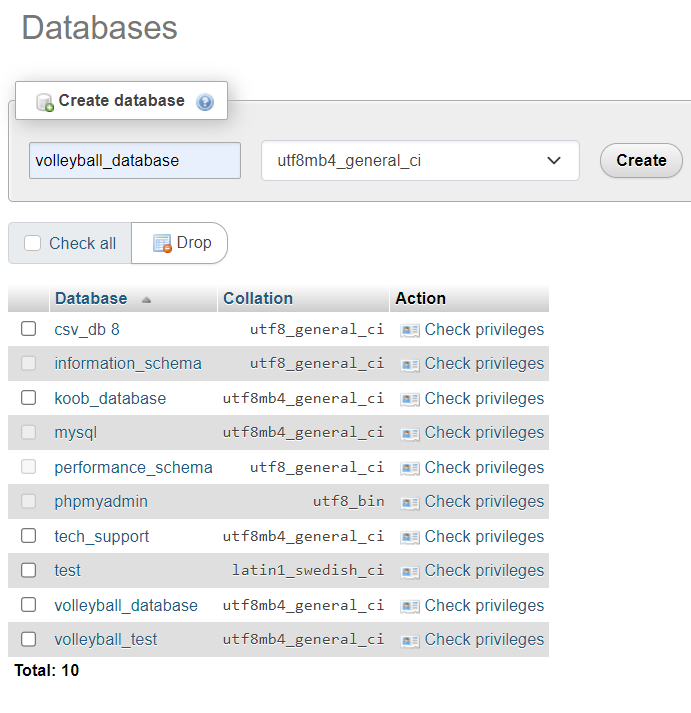 Databases
Create database
volleyball_database utf8mb4_general_ci Create
Check all Drop
Database Collation Action
csv_db 8 utf8_general_ci Check privileges
information_schema utf8_general_ci Check privileges
koob_database utf8mb4_general_ci Check privileges
mysql utf8mb4_general_ci Check privileges
performance_schema utf8_general_ci Check privileges
phpmyadmin utf8_bin Check privileges
tech_support utf8mb4_general_ci Check privileges
test latin1_swedish_ci Check privileges
volleyball_database utf8mb4_general_ci Check privileges
volleyball_test utf8mb4_general_ci Check privileges
Total: 10